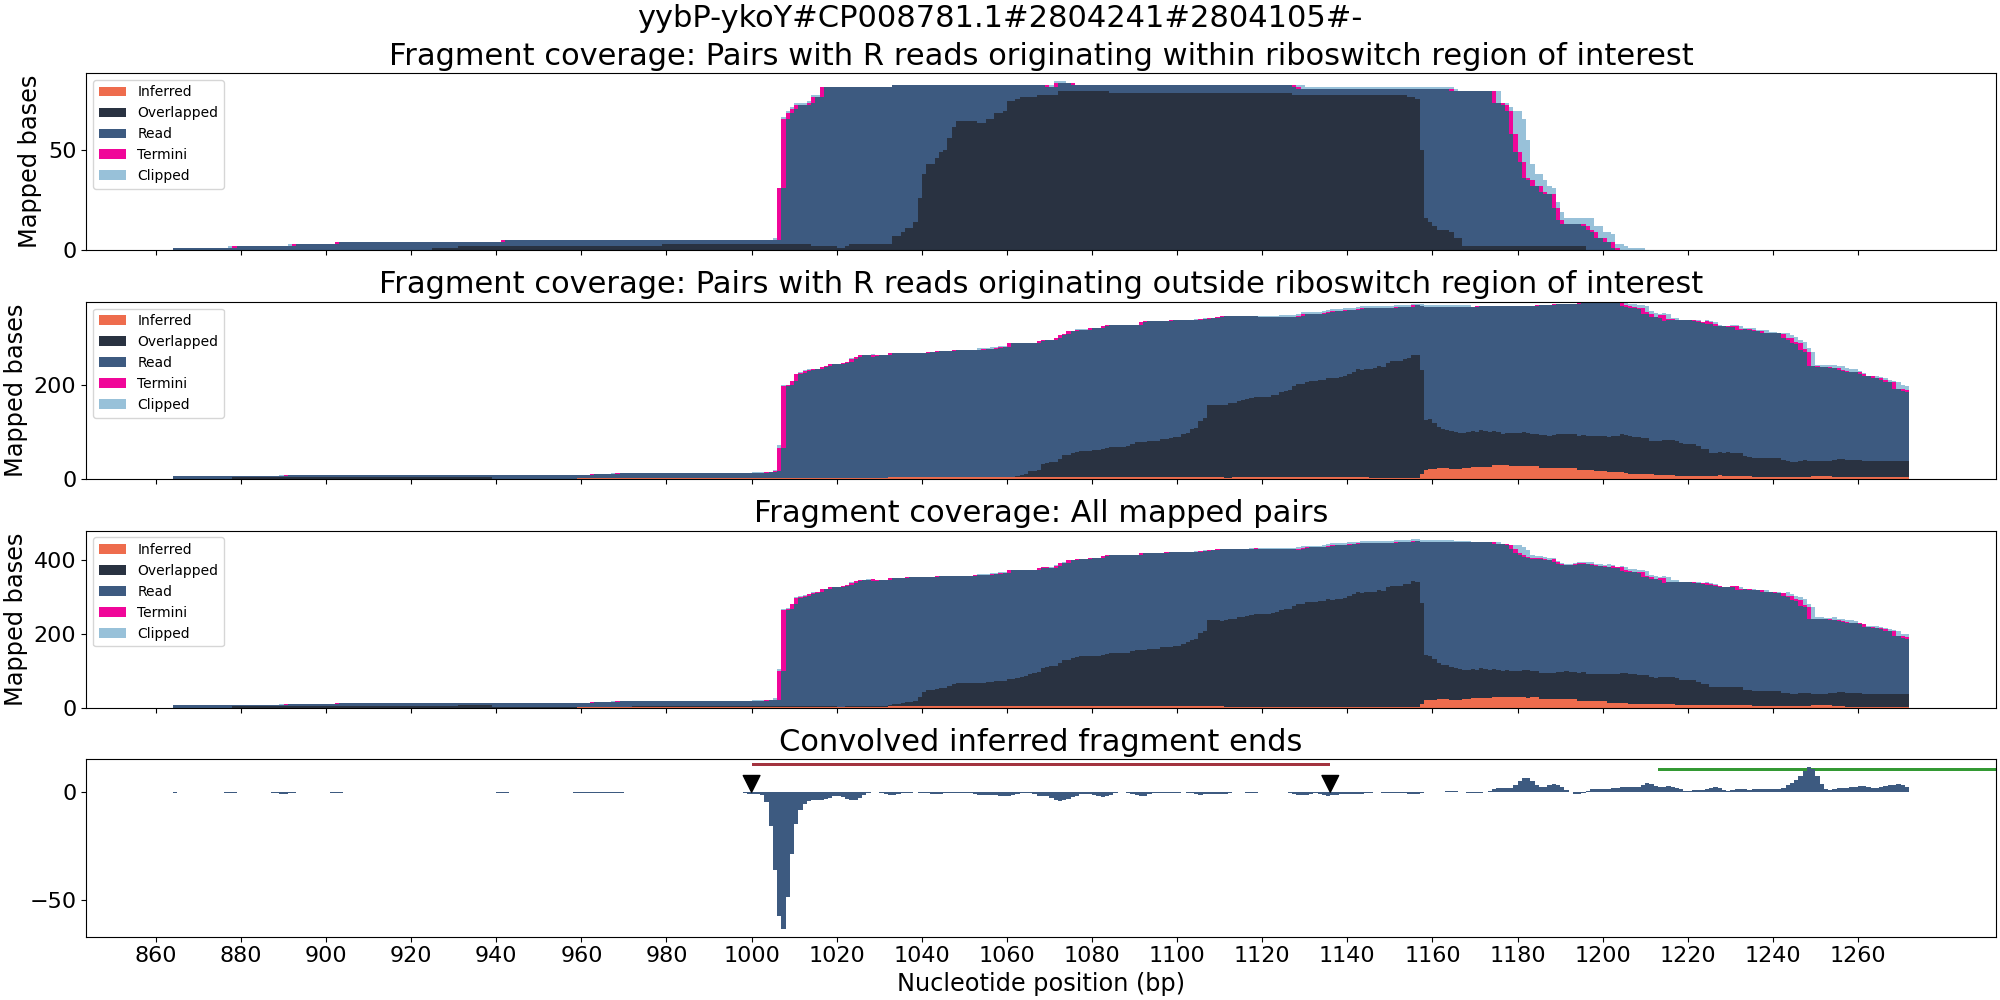 yybP-ykoY#CP008781.1#2804241#2804105#-
Fragment coverage: Pairs with R reads originating within riboswitch region of interest
Mapped bases
50
0
Inferred
Overlapped
Read
Termini
Clipped
Fragment coverage: Pairs with R reads originating outside riboswitch region of interest
Mapped bases
200
0
Inferred
Overlapped
Read
Termini
Clipped
Fragment coverage: All mapped pairs
Mapped bases
400
200
0
Inferred
Overlapped
Read
Termini
Clipped
Convolved inferred fragment ends
0
−50
860 880 900 920 940 960 980 1000 1020 1040 1060 1080 1100 1120 1140 1160 1180 1200 1220 1240 1260
Nucleotide position (bp)